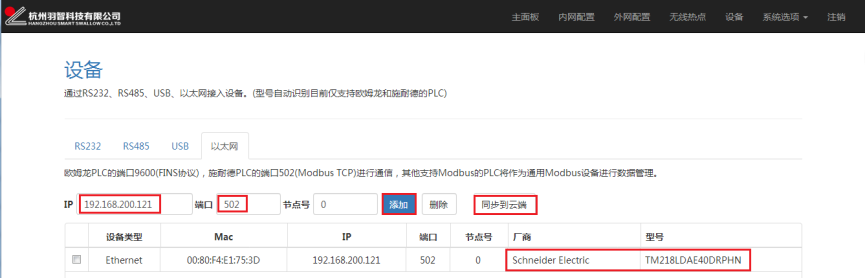 杭州羽智科技有限公司
HANGZHOU SMART SWALLOW CO.,LTD
主面板 内网配置 外网配置 无线热点 设备 系统选项 注销
设备
通过RS232、RS485、USB、以太网接入设备。(型号自动识别目前仅支持欧姆龙和施耐德的PLC)
RS232 RS485 USB 以太网
欧姆龙PLC的端口9600(FINS协议)，施耐德PLC的端口502(Modbus TCP)进行通信，其他支持Modbus的PLC将作为通用Modbus设备进行数据管理。
IP 192.168.200.121 端口 502 节点号 0 添加 删除 同步到云端
设备类型 Mac IP 端口 节点号 厂商 型号
Ethernet 00:80:F4:E1:75:3D 192.168.200.121 502 0 Schneider Electric TM218LDAE40DRPHN